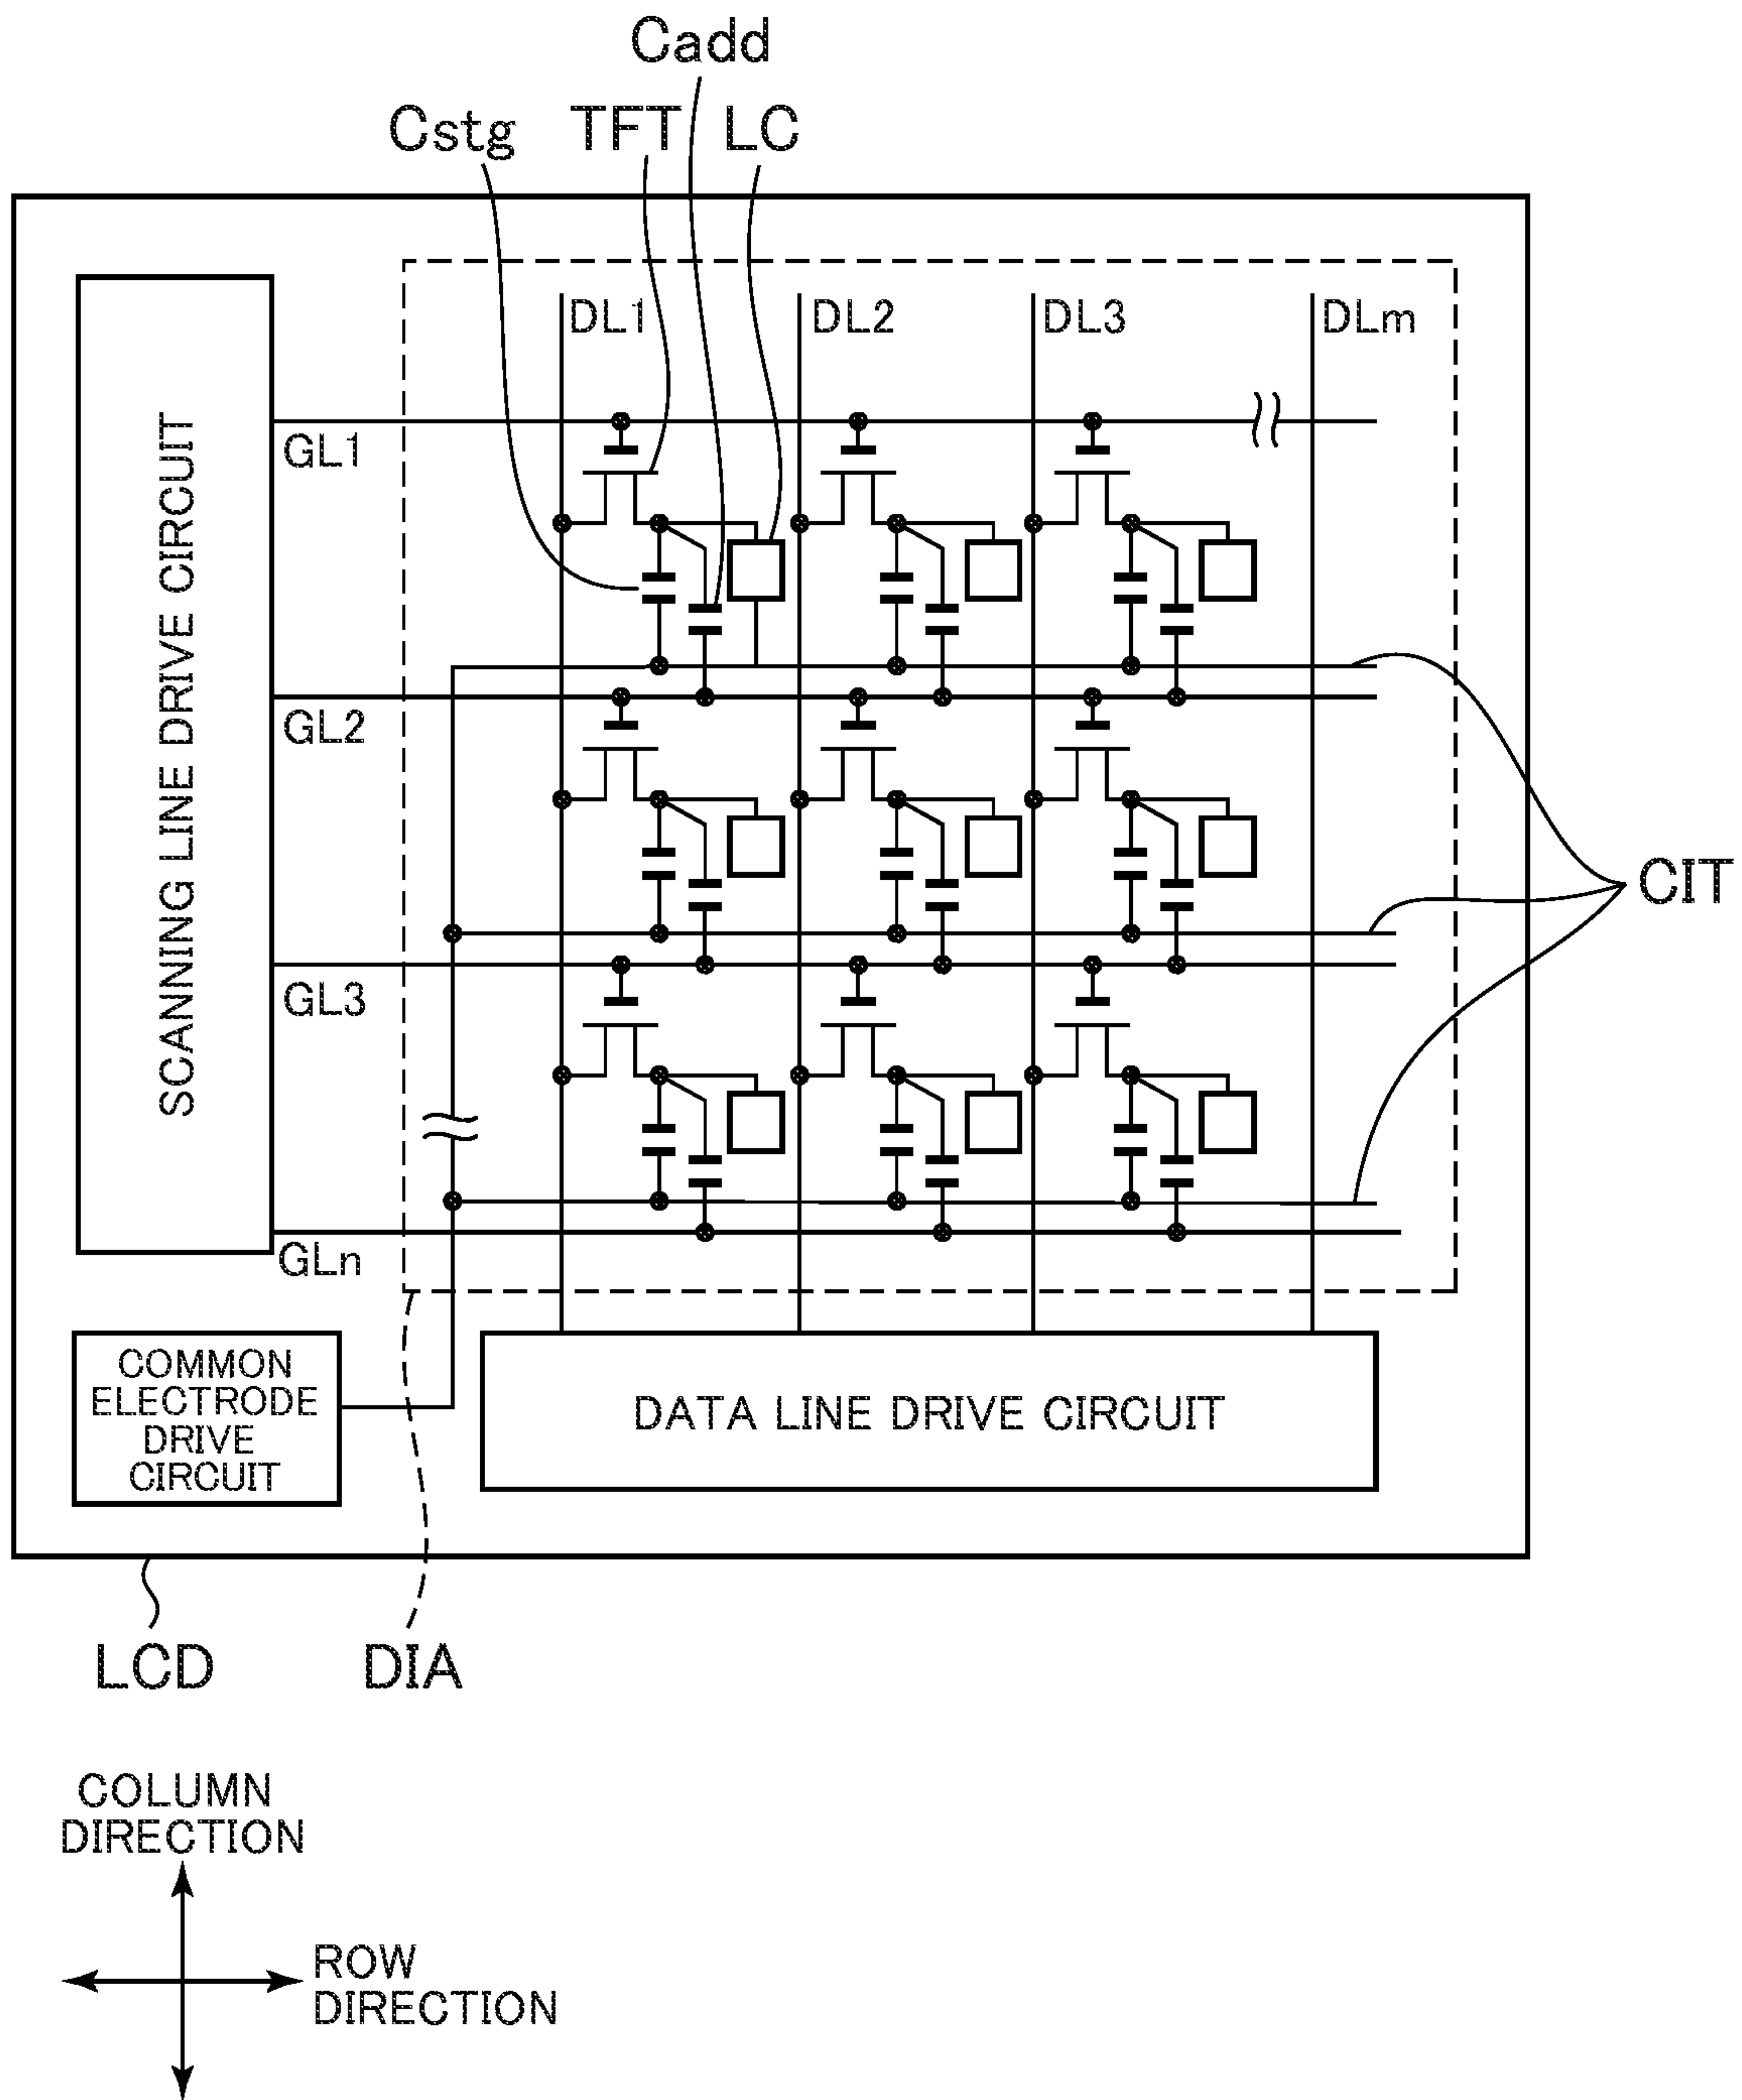 Cadd
Cstg TFT LC
DL1 DL2 DL3 DLm
SCANNING LINE DRIVE CIRCUIT
GL1
GL2
CIT
GL3
GLn
COMMON
ELECTRODE
DRIVE
CIRCUIT
DATA LINE DRIVE CIRCUIT
LCD DIA
COLUMN
DIRECTION
ROW
DIRECTION